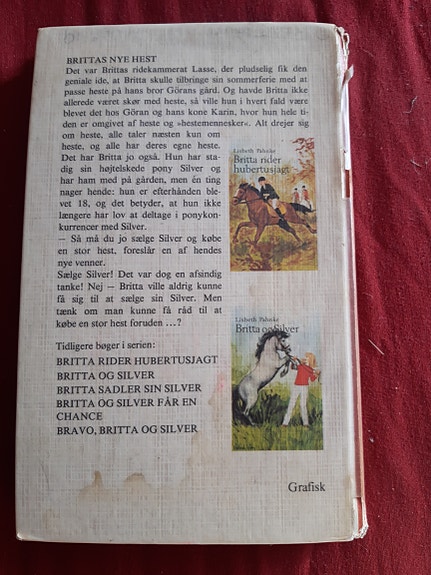 BRITTAS NYE HEST
Det var Brittas ridekammerat Lasse, der pludselig fik den
geniale ide, at Britta skulle tilbringe sin sommerferie med at
passe heste på hans bror Görans gård. Og havde Britta ikke
allerede været skør med heste, så ville hun i hvert fald være
blevet det hos Göran og hans kone Karin, hvor hun hele ti-
den er omgivet af heste og »hestemennesker«. Alt drejer sig
om heste, alle taler næsten kun om
heste, og alle har deres egne heste.
Det har Britta jo også. Hun har sta-
dig sin højtelskede pony Silver og
har ham med på gården, men én ting
nager hende: hun er efterhånden ble-
vet 18, og det betyder, at hun ikke
længere har lov at deltage i ponykon-
kurrencer med Silver.
— Så må du jo sælge Silver og købe
en stor hest, foreslår en af hendes
nye venner.
Sælge Silver! Det var dog en afsindig
tanke! Nej — Britta ville aldrig kunne
få sig til at sælge sin Silver. Men
tænk om man kunne få råd til at
købe en stor hest foruden ...?
Tidligere bøger i serien:
BRITTA RIDER HUBERTUSJAGT
BRITTA OG SILVER
BRITTA SADLER SIN SILVER
BRITTA OG SILVER FÅR EN
CHANCE
BRAVO, BRITTA OG SILVER
Lisbeth Pahnke
Britta rider
hubertusjagt
Lisbeth Pahnke
Britta og Silver
Grafisk